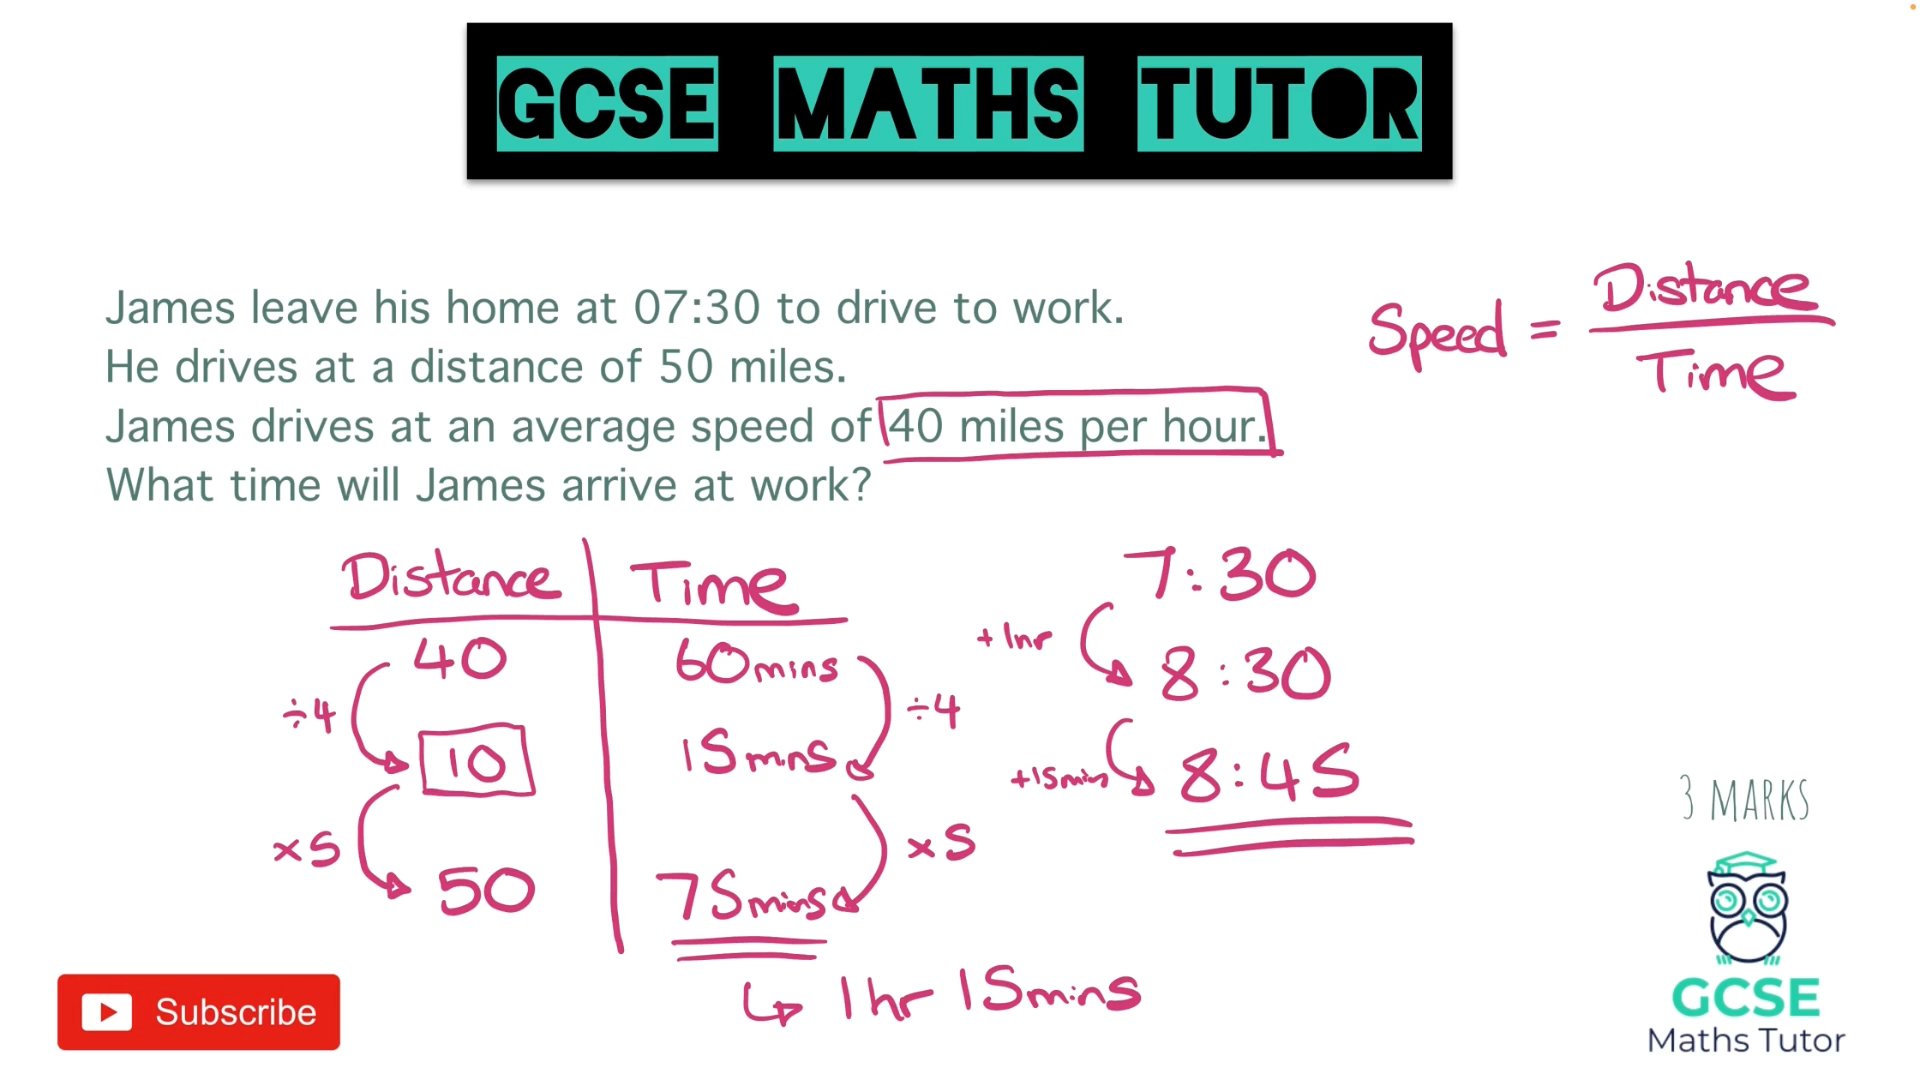 GCSE MATHS TUTOR
James leave his home at 07:30 to drive to work.
He drives at a distance of 50 miles.
James drives at an average speed of 40 miles per hour.
What time will James arrive at work?
Speed = Distance
Time
Distance Time
40 60mins
÷4 ÷4
10 15mins
×5 ×5
50 75mins
↳ 1hr 15mins
7:30
+1hr
8:30
+15min
8:45
3 MARKS
Subscribe
GCSE
Maths Tutor